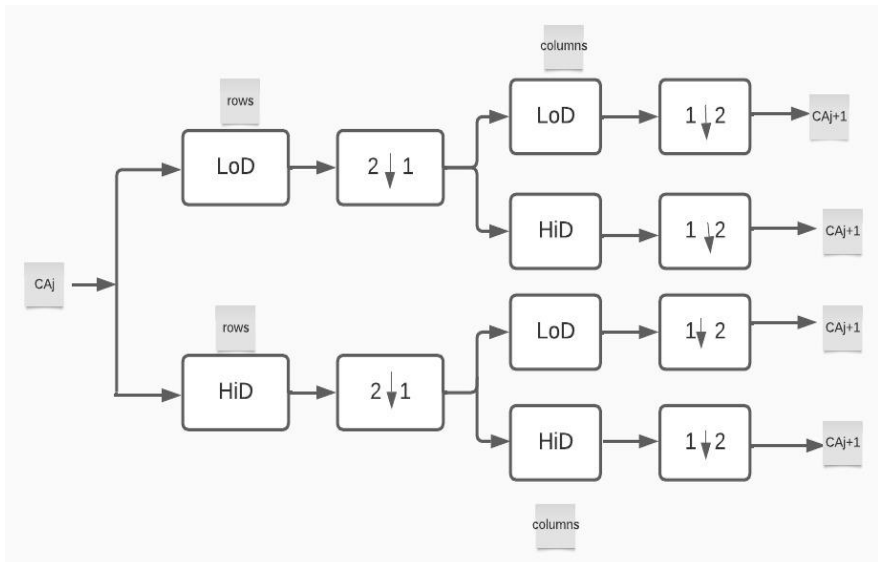 columns
rows
LoD
2 ↓ 1
LoD
1 ↓ 2
CAj+1
HiD
1 ↓ 2
CAj+1
CAj
rows
HiD
2 ↓ 1
LoD
1 ↓ 2
CAj+1
HiD
1 ↓ 2
CAj+1
columns